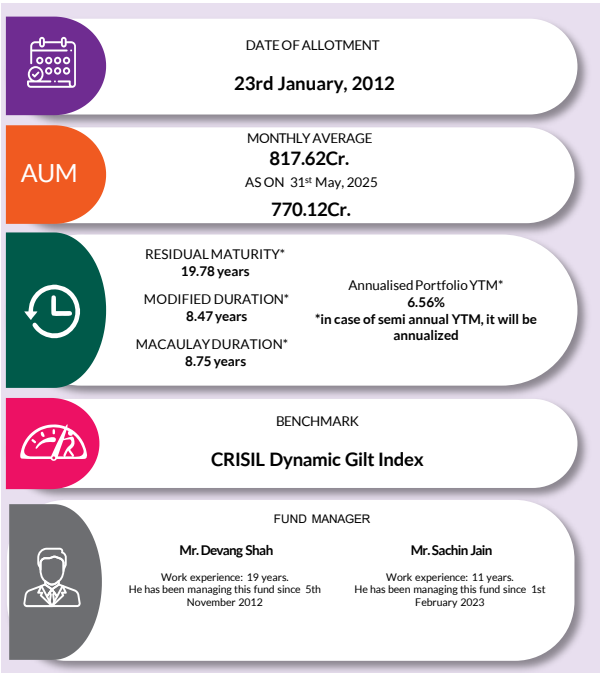 DATE OF ALLOTMENT
23rd January, 2012
AUM
MONTHLY AVERAGE
817.62Cr.
AS ON 31st May, 2025
770.12Cr.
RESIDUAL MATURITY*
19.78 years
MODIFIED DURATION*
8.47 years
MACAULAY DURATION*
8.75 years
Annualised Portfolio YTM*
6.56%
*in case of semi annual YTM, it will be
annualized
BENCHMARK
CRISIL Dynamic Gilt Index
FUND MANAGER
Mr. Devang Shah
Work experience: 19 years.
He has been managing this fund since 5th
November 2012
Mr. Sachin Jain
Work experience: 11 years.
He has been managing this fund since 1st
February 2023